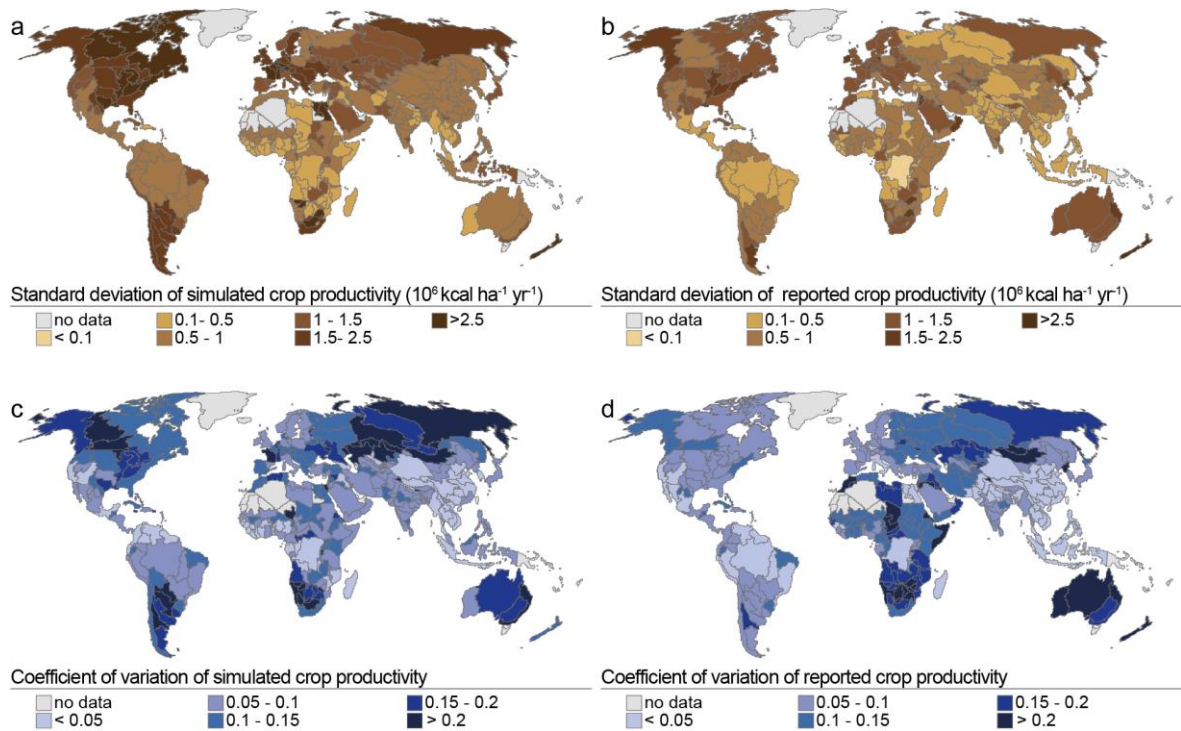 a
b
Standard deviation of simulated crop productivity (10⁶ kcal ha⁻¹ yr⁻¹)
no data 0.1- 0.5 1 - 1.5 >2.5
< 0.1 0.5 - 1 1.5- 2.5
Standard deviation of reported crop productivity (10⁶ kcal ha⁻¹ yr⁻¹)
no data 0.1- 0.5 1 - 1.5 >2.5
< 0.1 0.5 - 1 1.5- 2.5
c
d
Coefficient of variation of simulated crop productivity
no data 0.05 - 0.1 0.15 - 0.2
< 0.05 0.1 - 0.15 > 0.2
Coefficient of variation of reported crop productivity
no data 0.05 - 0.1 0.15 - 0.2
< 0.05 0.1 - 0.15 > 0.2